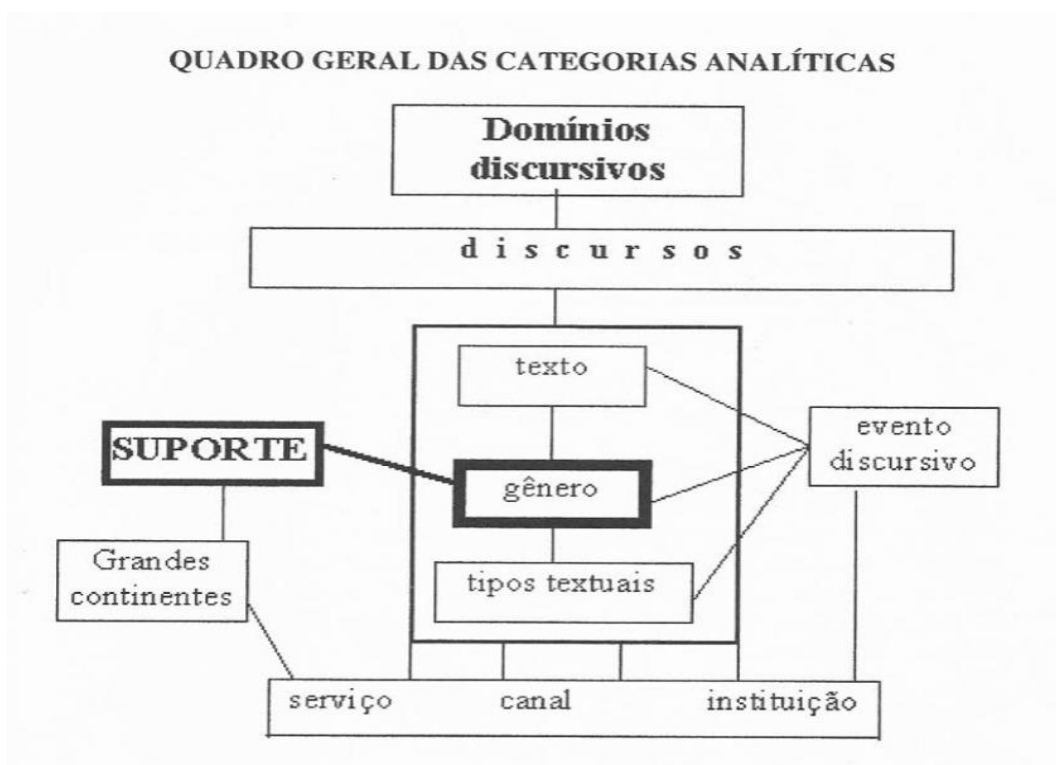 QUADRO GERAL DAS CATEGORIAS ANALÍTICAS
Domínios
discursivos
discursos
texto
SUPORTE
gênero
evento
discursivo
Grandes
continentes
tipos textuais
serviço canal instituição